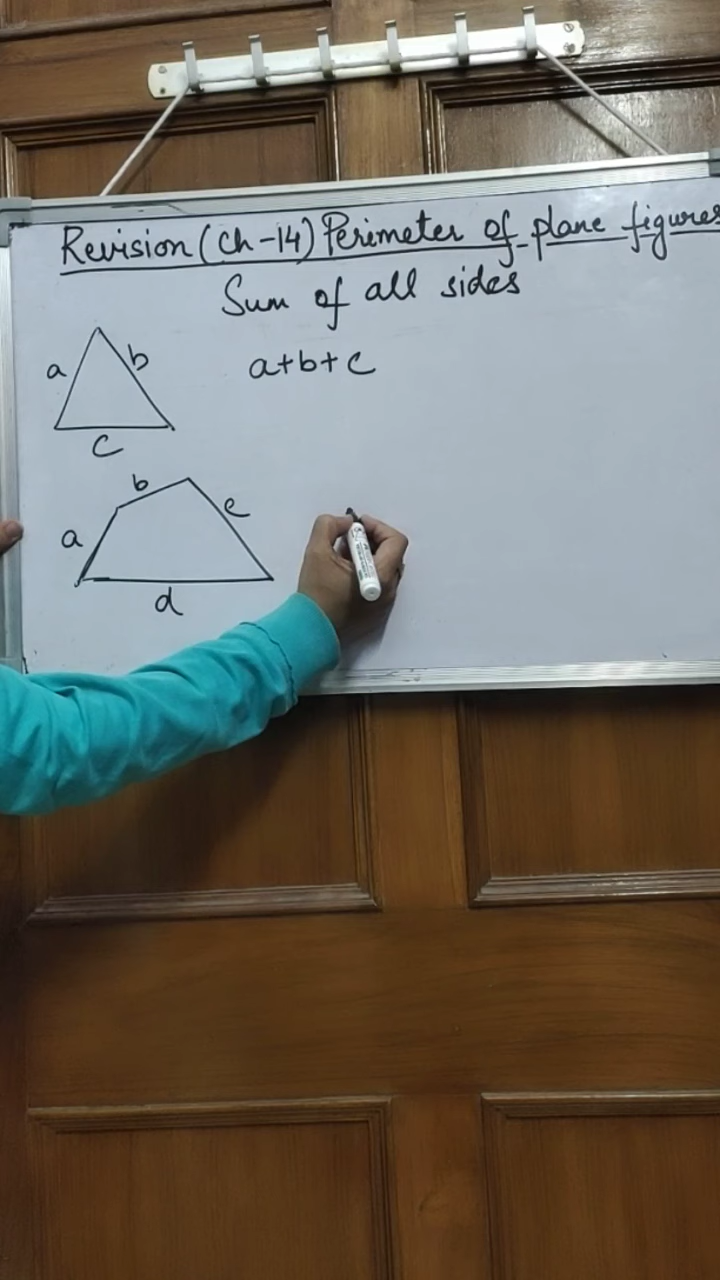 Revision (Ch-14) Perimeter of plane figures
Sum of all sides
a b
a+b+c
c
b
a c
d